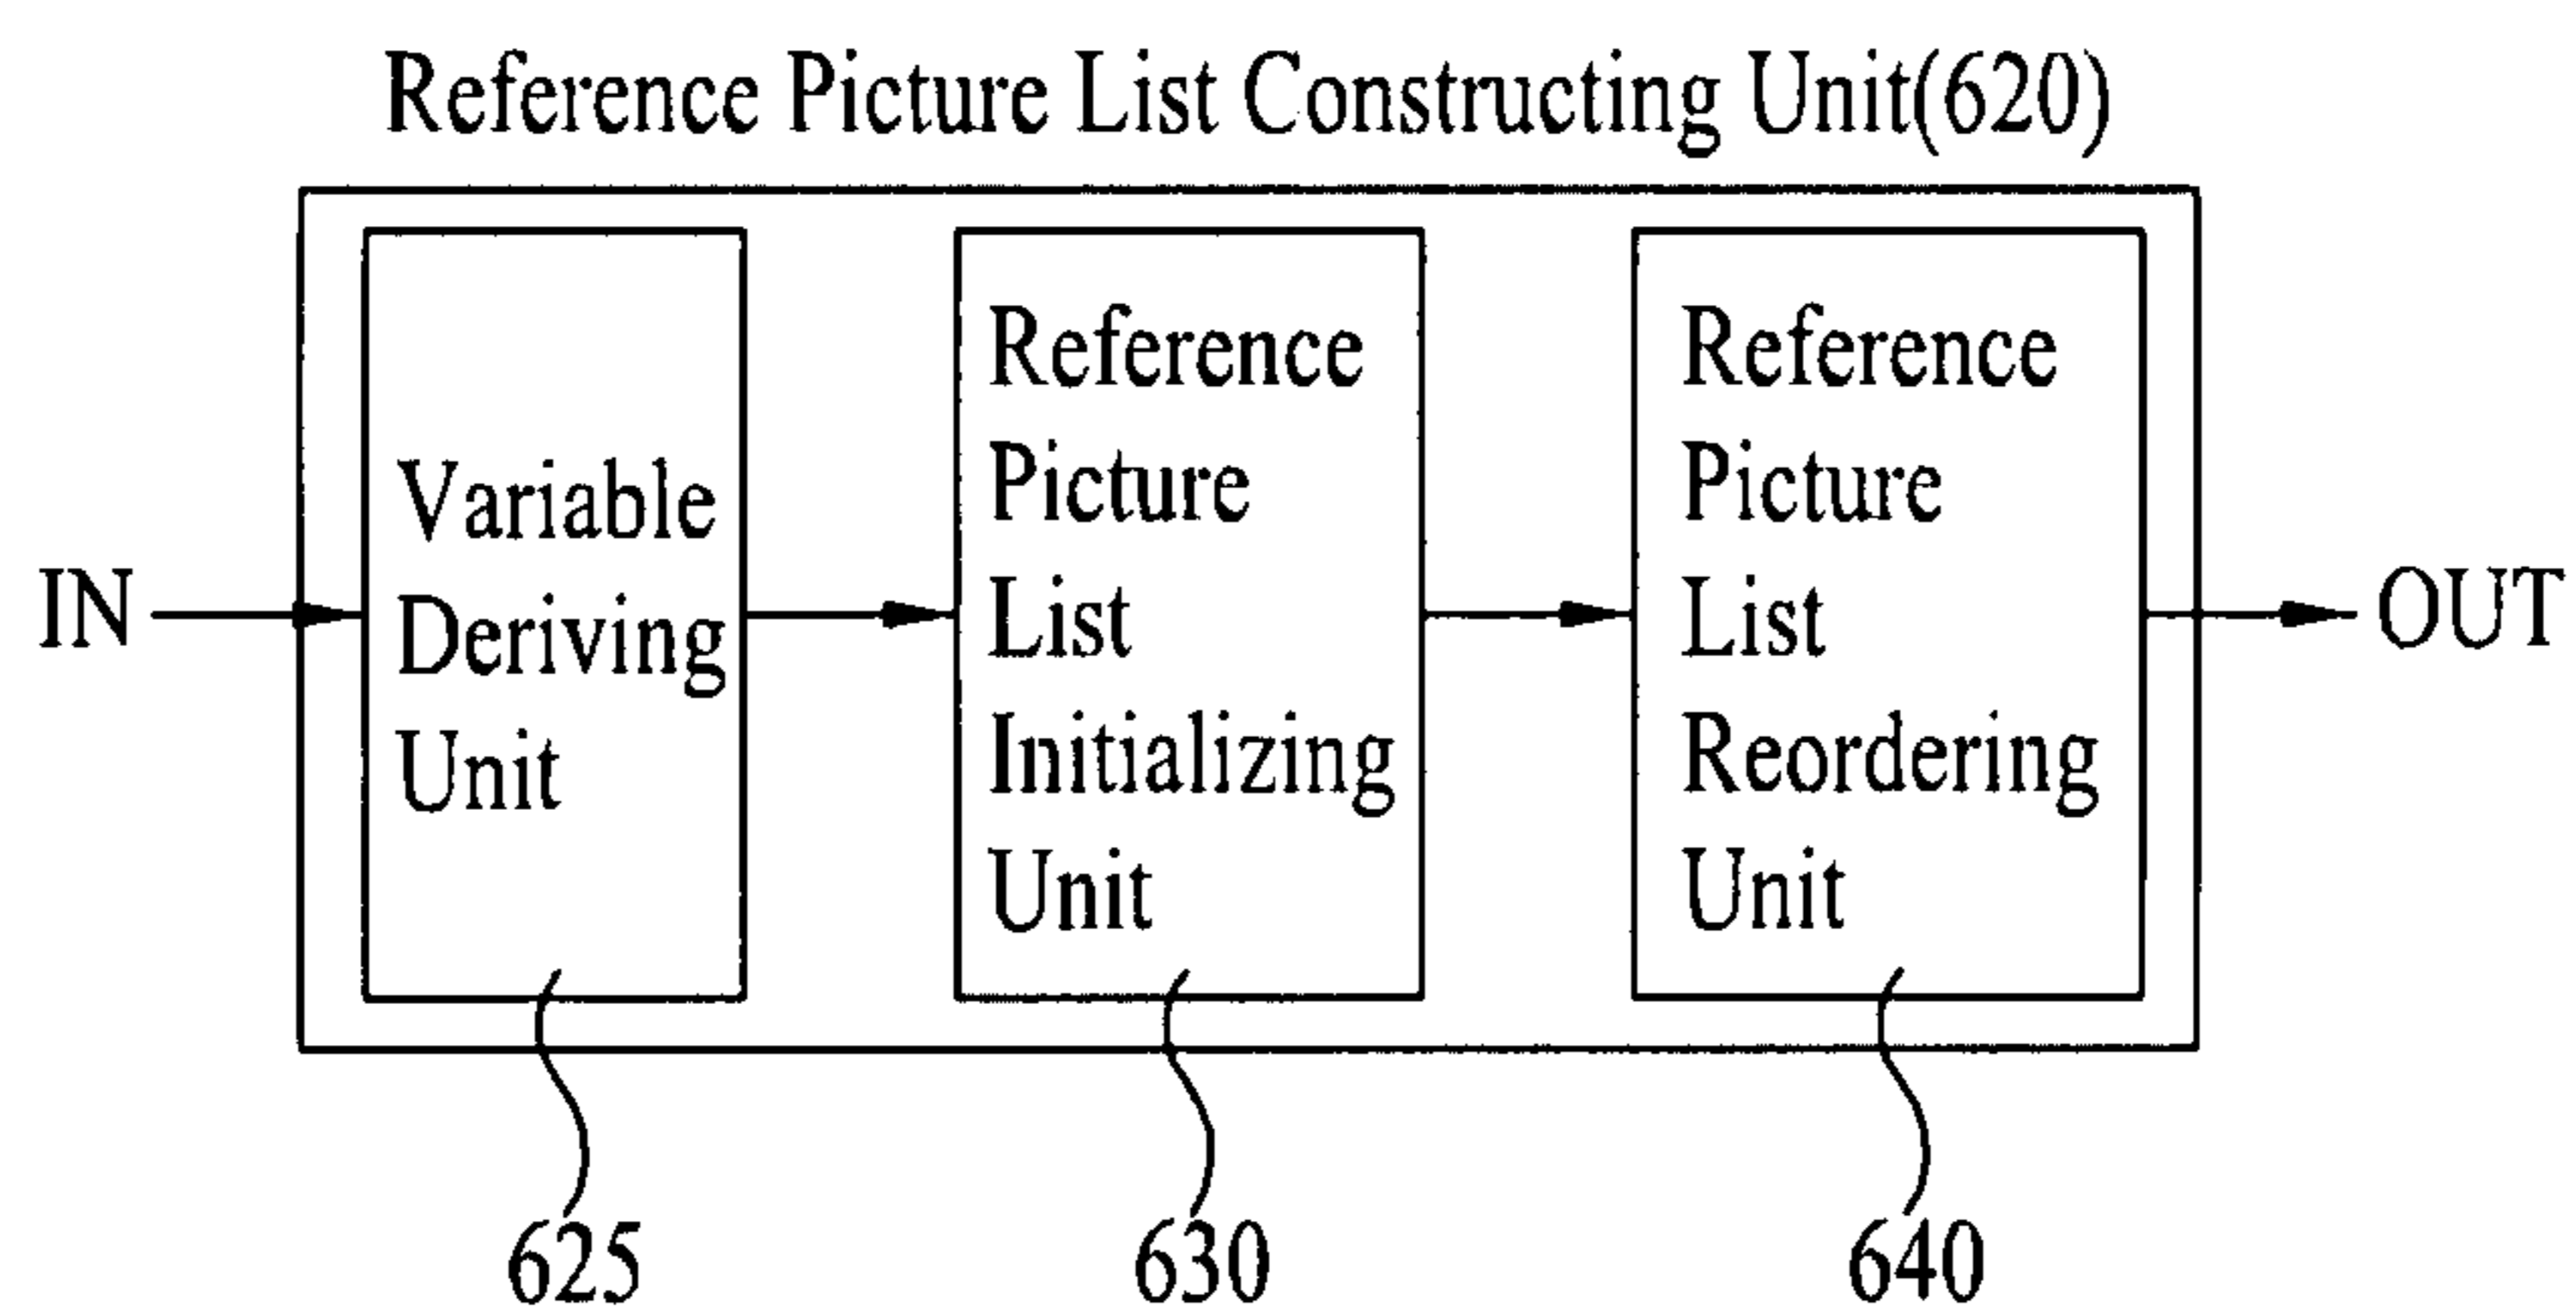 Reference Picture List Constructing Unit(620)
IN
Variable
Deriving
Unit
Reference
Picture
List
Initializing
Unit
Reference
Picture
List
Reordering
Unit
OUT
625
630
640